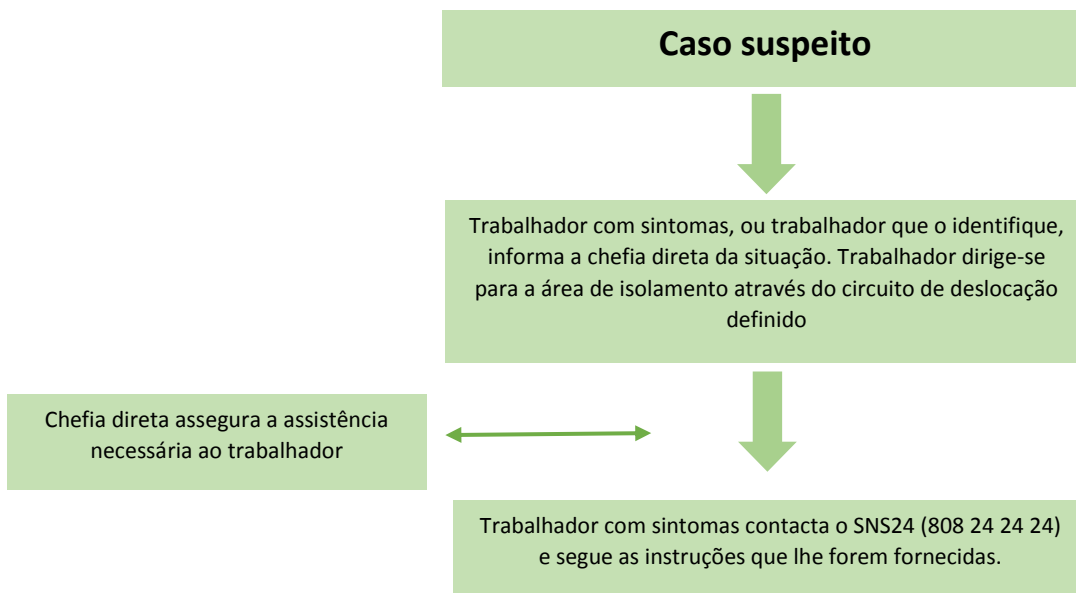 Caso suspeito
Trabalhador com sintomas, ou trabalhador que o identifique,
informa a chefia direta da situação. Trabalhador dirige-se
para a área de isolamento através do circuito de deslocação
definido
Chefia direta assegura a assistência
necessária ao trabalhador
Trabalhador com sintomas contacta o SNS24 (808 24 24 24)
e segue as instruções que lhe forem fornecidas.